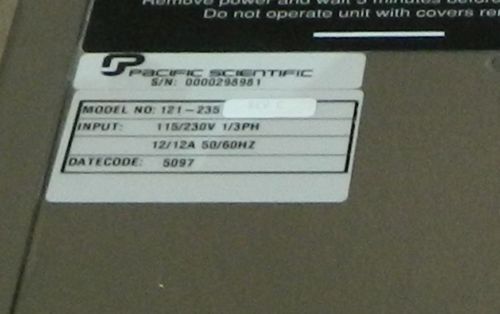 Remove power and wait 5 minutes before
Do not operate unit with covers rem
PACIFIC SCIENTIFIC
S/N: 0000298981
MODEL NO: 121-235
INPUT: 115/230V 1/3PH
12/12A 50/60HZ
DATECODE: 5097